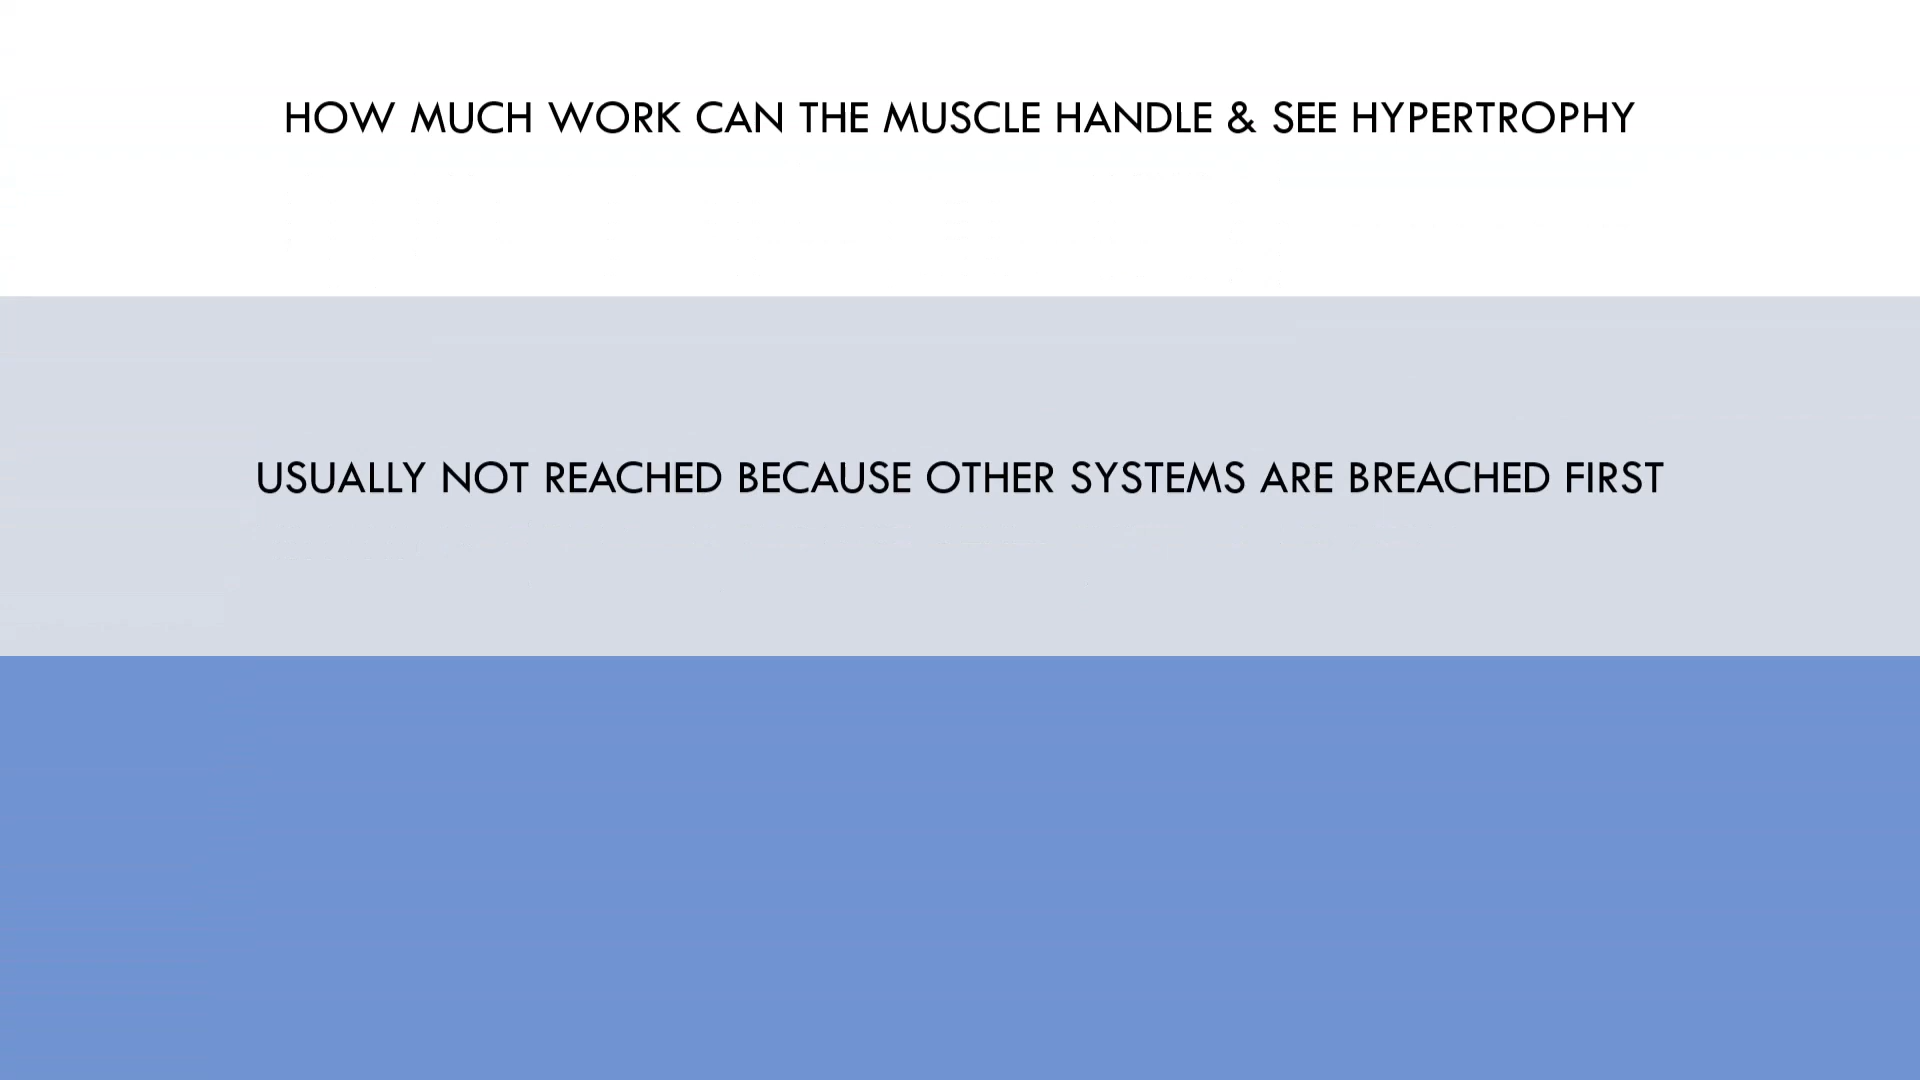 HOW MUCH WORK CAN THE MUSCLE HANDLE & SEE HYPERTROPHY
USUALLY NOT REACHED BECAUSE OTHER SYSTEMS ARE BREACHED FIRST